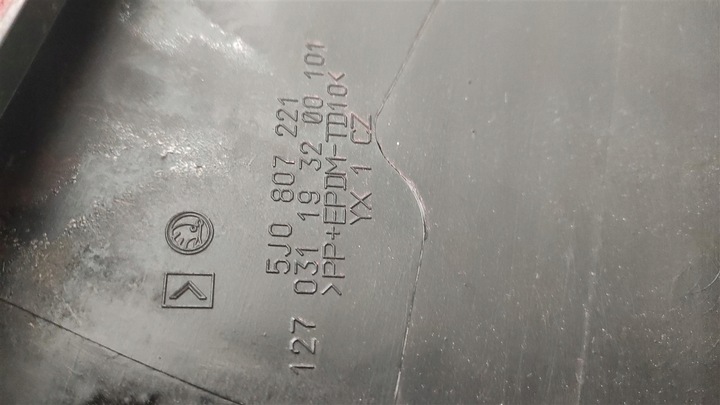 5J0 807 221
127 031 19 32 00 101
>PP+EPDM-TD10<
YX 1 CZ